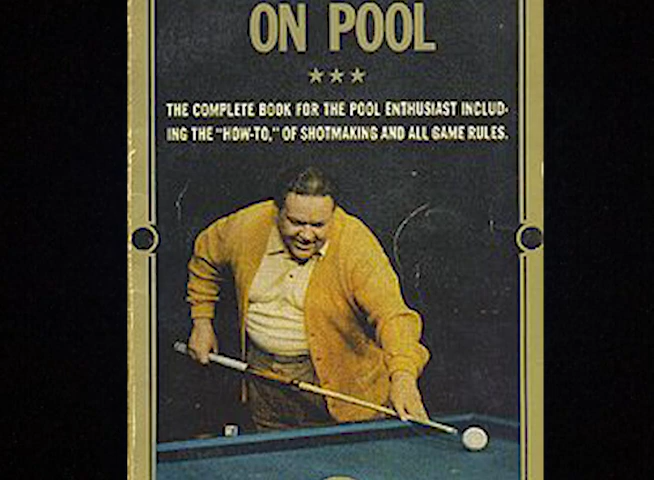 ON POOL
THE COMPLETE BOOK FOR THE POOL ENTHUSIAST INCLUD-
ING THE "HOW-TO," OF SHOTMAKING AND ALL GAME RULES.